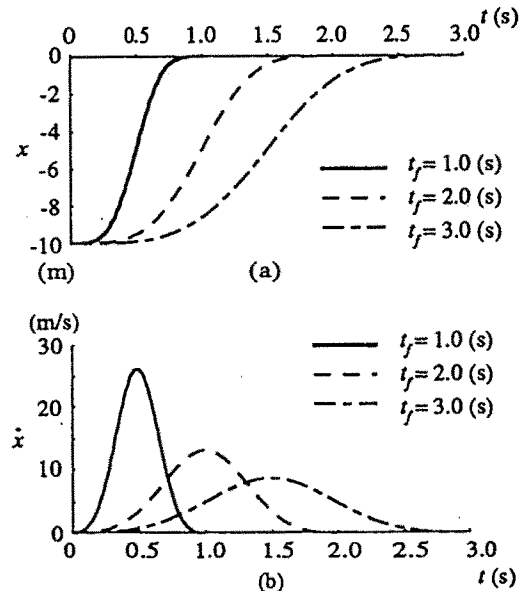 t (s)
0 0.5 1.0 1.5 2.0 2.5 3.0
0
-2
-4
x
-6
-8
-10
(m)
t_f = 1.0 (s)
t_f = 2.0 (s)
t_f = 3.0 (s)
(a)
(m/s)
30
20
ẋ
10
0
t_f = 1.0 (s)
t_f = 2.0 (s)
t_f = 3.0 (s)
0 0.5 1.0 1.5 2.0 2.5 3.0
t (s)
(b)